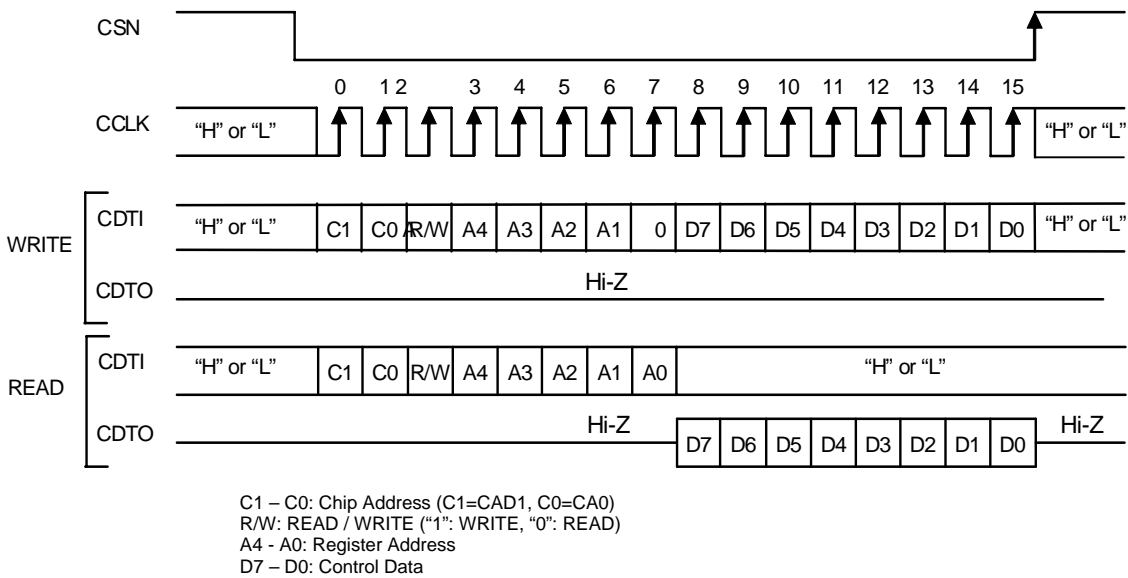 CSN
0 1 2 3 4 5 6 7 8 9 10 11 12 13 14 15
CCLK “H” or “L” “H” or “L”
WRITE
CDTI “H” or “L” C1 C0 A R/W A4 A3 A2 A1 0 D7 D6 D5 D4 D3 D2 D1 D0 “H” or “L”
CDTO Hi-Z
READ
CDTI “H” or “L” C1 C0 R/W A4 A3 A2 A1 A0 “H” or “L”
CDTO Hi-Z D7 D6 D5 D4 D3 D2 D1 D0 Hi-Z
C1 – C0: Chip Address (C1=CAD1, C0=CA0)
R/W: READ / WRITE (“1”: WRITE, “0”: READ)
A4 - A0: Register Address
D7 – D0: Control Data